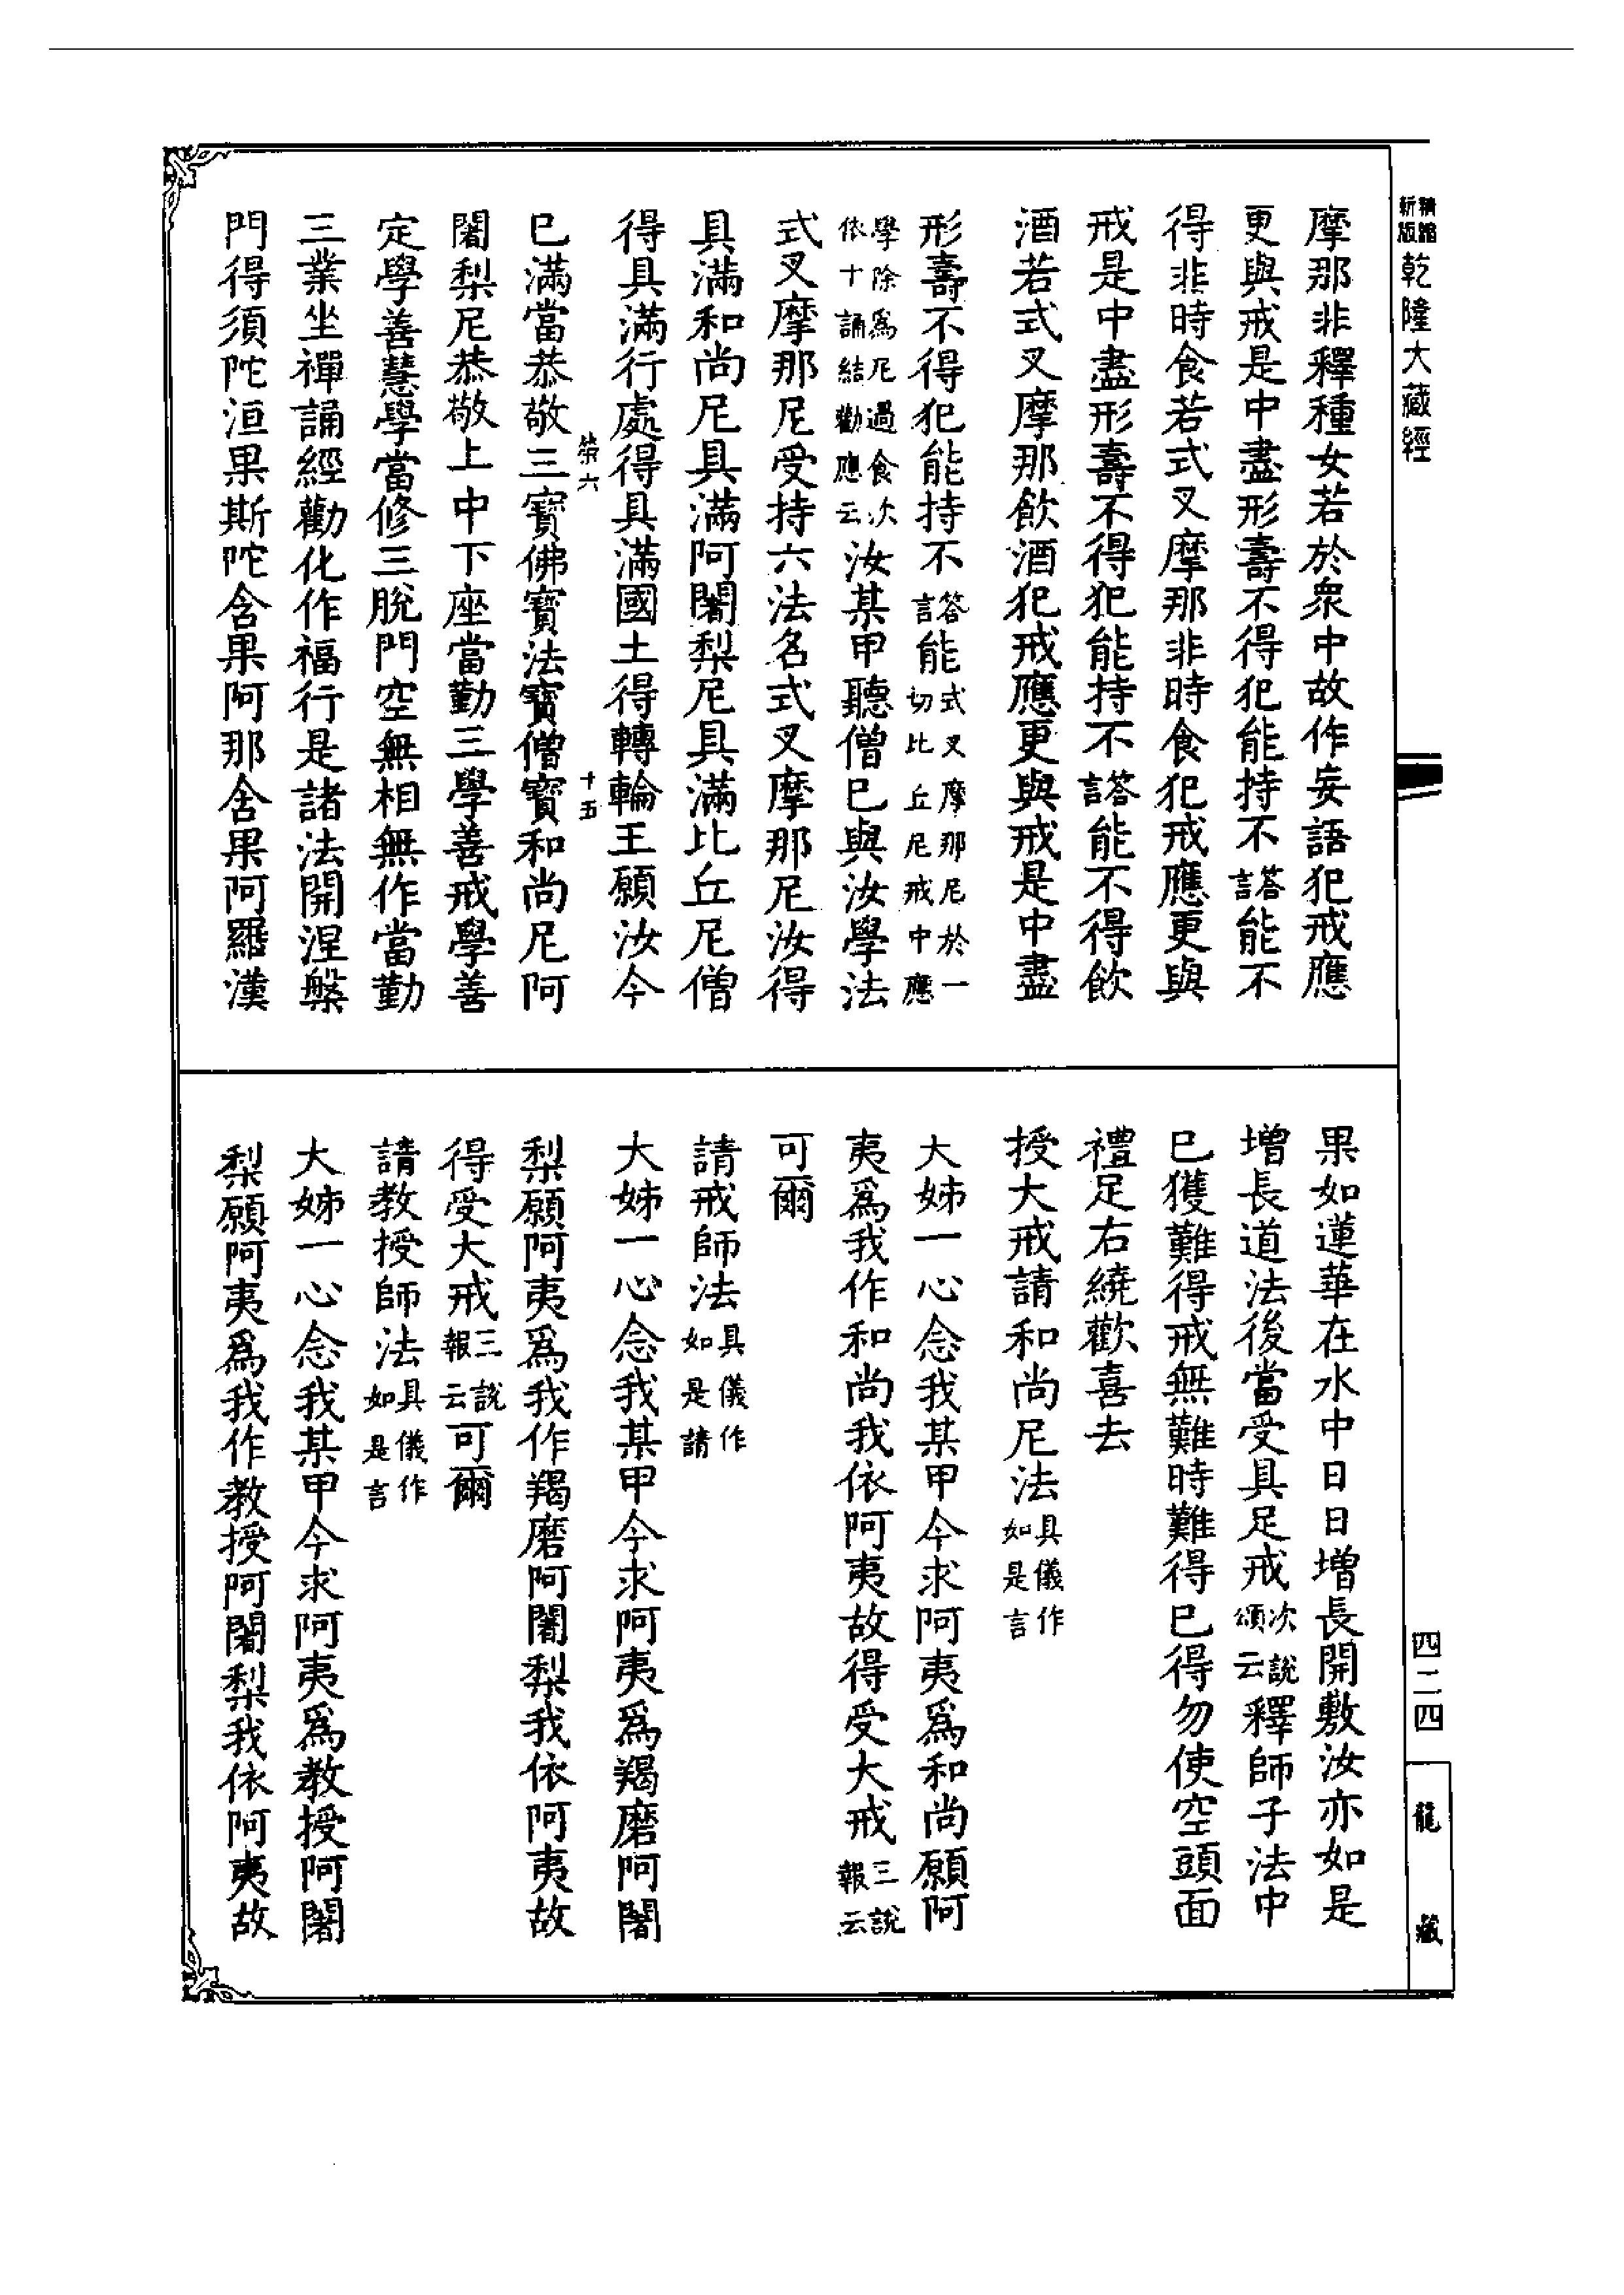 精縮新版乾隆大藏經
四二四
龍藏
摩那非釋種女若於眾中故作妄語犯戒應
更與戒是中盡形壽不得犯能持不答言能不
得非時食若式叉摩那非時食犯戒應更與
戒是中盡形壽不得犯能持不答言能不得飲
酒若式叉摩那飲酒犯戒應更與戒是中盡
形壽不得犯能持不答言能式叉摩那尼於一切比丘尼戒中應
學除為尼過食次依十誦結勸應云汝某甲聽僧已與汝學法
式叉摩那尼受持六法名式叉摩那尼汝得
具滿和尚尼具滿阿闍梨尼具滿比丘尼僧
得具滿行處得具滿國土得轉輪王願汝今
柴六 十五
已滿當恭敬三寶佛寶法寶僧寶和尚尼阿
闍梨尼恭敬上中下座當勤三學善戒學善
定學善慧學當修三脫門空無相無作當勤
三業坐禪誦經勸化作福行是諸法開涅槃
門得須陀洹果斯陀含果阿那含果阿羅漢
果如蓮華在水中日日增長開敷汝亦如是
增長道法後當受具足戒次說頌云釋師子法中
已獲難得戒無難時難得已得勿使空頭面
禮足右繞歡喜去
授大戒請和尚尼法具儀作如是言
大姊一心念我某甲今求阿夷為和尚願阿
夷為我作和尚我依阿夷故得受大戒三說報云
可爾
請戒師法具儀作如是請
大姊一心念我某甲今求阿夷為羯磨阿闍
梨願阿夷為我作羯磨阿闍梨我依阿夷故
得受大戒三說報云可爾
請教授師法具儀作如是言
大姊一心念我某甲今求阿夷為教授阿闍
梨願阿夷為我作教授阿闍梨我依阿夷故